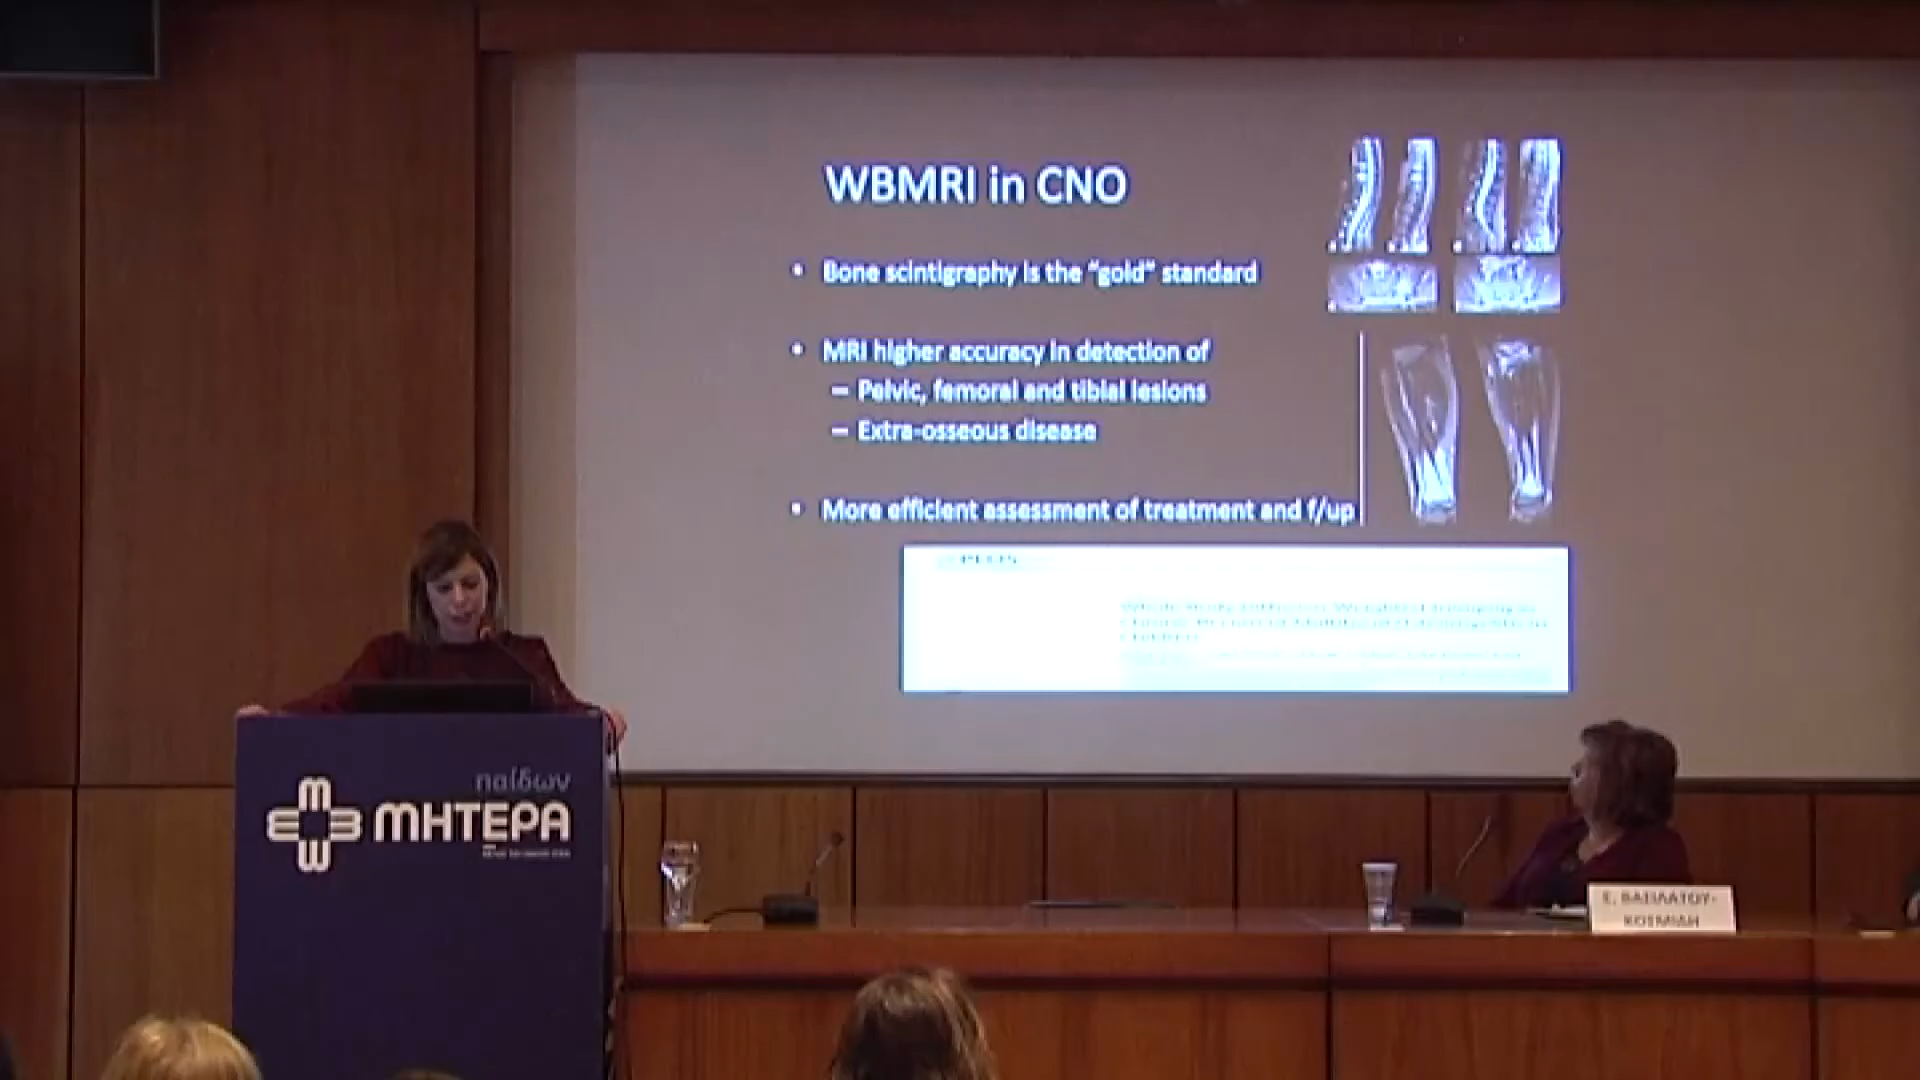 WBMRI in CNO
• Bone scintigraphy is the “gold” standard
• MRI higher accuracy in detection of
– Pelvic, femoral and tibial lesions
– Extra-osseous disease
• More efficient assessment of treatment and f/up
παίδων
ΜΗΤΕΡΑ
Ε. ΒΑΣΙΛΑΤΟΥ-
ΚΟΣΜΙΔΗ